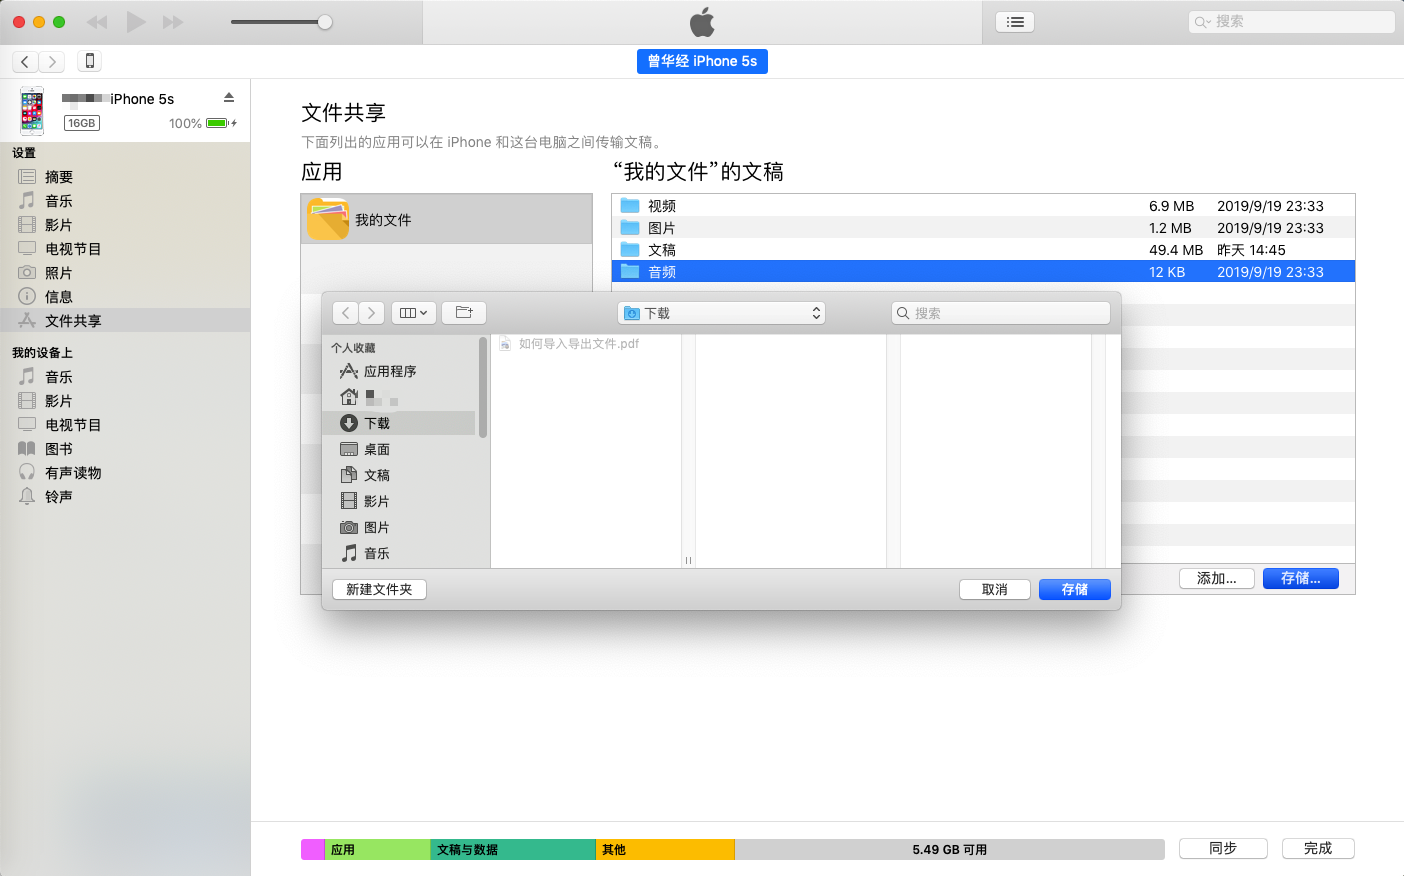 搜索
曾华经 iPhone 5s
iPhone 5s
16GB
100%
设置
摘要
音乐
影片
电视节目
照片
信息
文件共享
我的设备上
音乐
影片
电视节目
图书
有声读物
铃声
文件共享
下面列出的应用可以在 iPhone 和这台电脑之间传输文稿。
应用
我的文件
“我的文件”的文稿
视频 6.9 MB 2019/9/19 23:33
图片 1.2 MB 2019/9/19 23:33
文稿 49.4 MB 昨天 14:45
音频 12 KB 2019/9/19 23:33
下载
搜索
个人收藏
应用程序
下载
桌面
文稿
影片
图片
音乐
如何导入导出文件.pdf
新建文件夹
取消
存储
添加...
存储...
应用
文稿与数据
其他
5.49 GB 可用
同步
完成